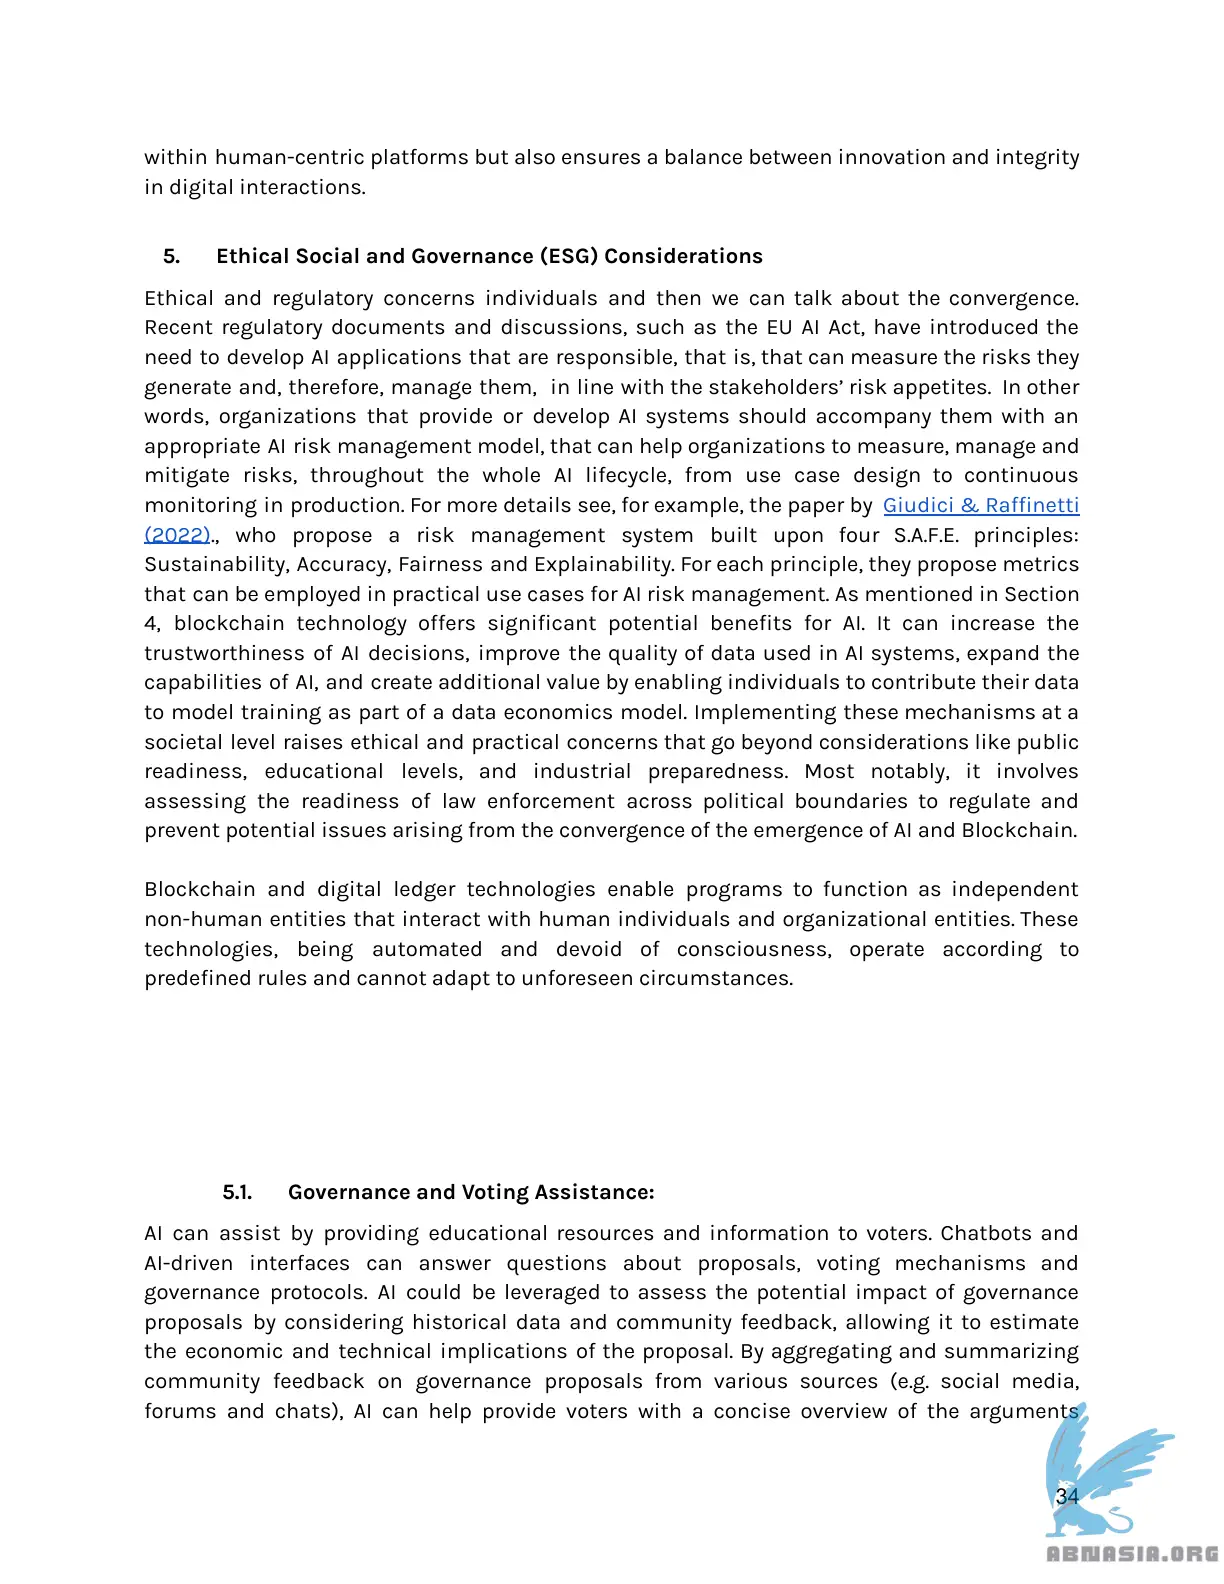 within human-centric platforms but also ensures a balance between innovation and integrity
in digital interactions.
5. Ethical Social and Governance (ESG) Considerations
Ethical and regulatory concerns individuals and then we can talk about the convergence.
Recent regulatory documents and discussions, such as the EU AI Act, have introduced the
need to develop AI applications that are responsible, that is, that can measure the risks they
generate and, therefore, manage them, in line with the stakeholders’ risk appetites. In other
words, organizations that provide or develop AI systems should accompany them with an
appropriate AI risk management model, that can help organizations to measure, manage and
mitigate risks, throughout the whole AI lifecycle, from use case design to continuous
monitoring in production. For more details see, for example, the paper by Giudici & Raffinetti
(2022)., who propose a risk management system built upon four S.A.F.E. principles:
Sustainability, Accuracy, Fairness and Explainability. For each principle, they propose metrics
that can be employed in practical use cases for AI risk management. As mentioned in Section
4, blockchain technology offers significant potential benefits for AI. It can increase the
trustworthiness of AI decisions, improve the quality of data used in AI systems, expand the
capabilities of AI, and create additional value by enabling individuals to contribute their data
to model training as part of a data economics model. Implementing these mechanisms at a
societal level raises ethical and practical concerns that go beyond considerations like public
readiness, educational levels, and industrial preparedness. Most notably, it involves
assessing the readiness of law enforcement across political boundaries to regulate and
prevent potential issues arising from the convergence of the emergence of AI and Blockchain.
Blockchain and digital ledger technologies enable programs to function as independent
non-human entities that interact with human individuals and organizational entities. These
technologies, being automated and devoid of consciousness, operate according to
predefined rules and cannot adapt to unforeseen circumstances.
5.1. Governance and Voting Assistance:
AI can assist by providing educational resources and information to voters. Chatbots and
AI-driven interfaces can answer questions about proposals, voting mechanisms and
governance protocols. AI could be leveraged to assess the potential impact of governance
proposals by considering historical data and community feedback, allowing it to estimate
the economic and technical implications of the proposal. By aggregating and summarizing
community feedback on governance proposals from various sources (e.g. social media,
forums and chats), AI can help provide voters with a concise overview of the arguments
34
ABNASIA.ORG